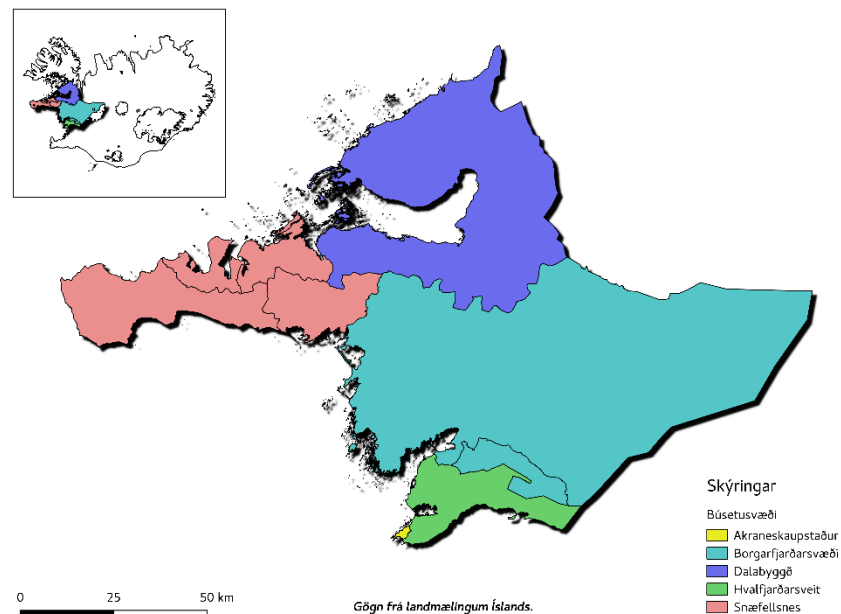 Skýringar
Búsetusvæði
Akraneskaupstaður
Borgarfjarðarsvæði
Dalabyggð
Hvalfjarðarsveit
Snæfellsnes
0 25 50 km
Gögn frá landmælingum Íslands.